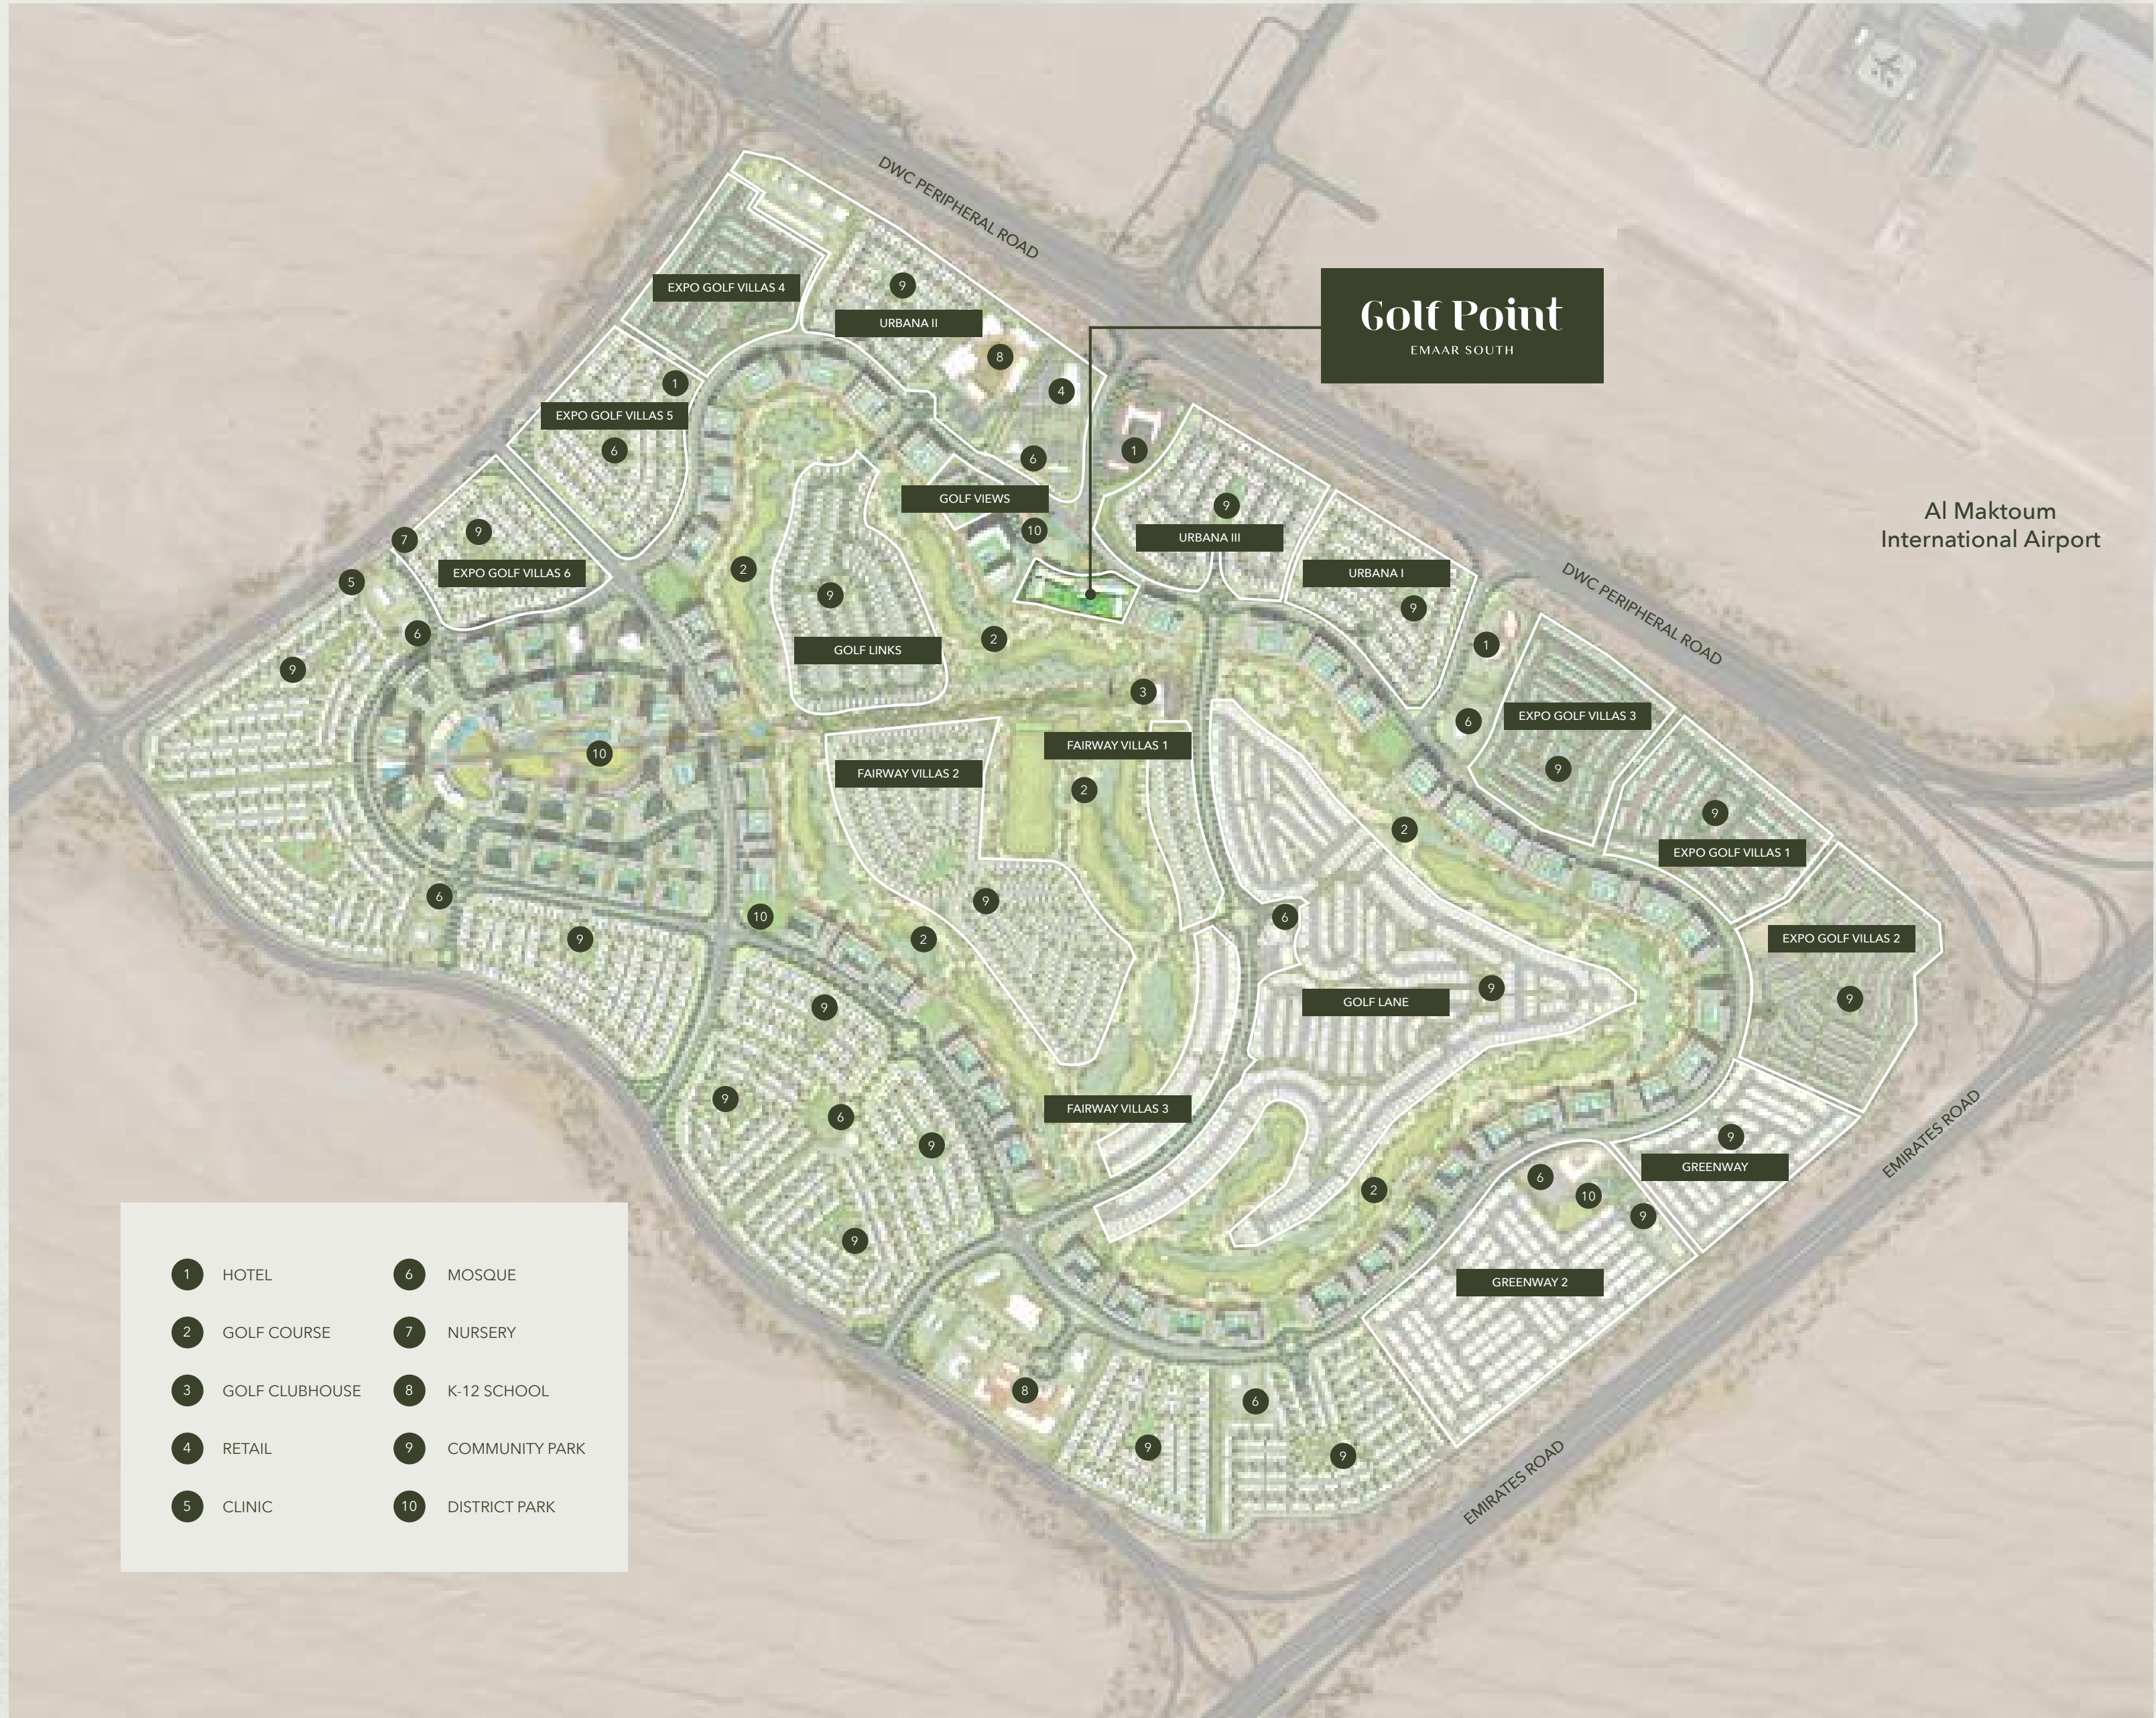 DWC PERIPHERAL ROAD
EXPO GOLF VILLAS 4
9
URBANA II
Golf Point
EMAAR SOUTH
8
1
4
EXPO GOLF VILLAS 5
6
1
6
GOLF VIEWS
9
10
URBANA III
Al Maktoum
International Airport
7
9
EXPO GOLF VILLAS 6
5
2
9
URBANA I
9
DWC PERIPHERAL ROAD
6
9
GOLF LINKS
2
1
3
6
EXPO GOLF VILLAS 3
9
10
FAIRWAY VILLAS 2
FAIRWAY VILLAS 1
2
2
9
EXPO GOLF VILLAS 1
6
9
10
9
2
6
EXPO GOLF VILLAS 2
9
9
GOLF LANE
9
9
9
6
9
FAIRWAY VILLAS 3
EMIRATES ROAD
9
GREENWAY
2
6
10
9
9
GREENWAY 2
8
6
9
9
EMIRATES ROAD
1 HOTEL
2 GOLF COURSE
3 GOLF CLUBHOUSE
4 RETAIL
5 CLINIC
6 MOSQUE
7 NURSERY
8 K-12 SCHOOL
9 COMMUNITY PARK
10 DISTRICT PARK